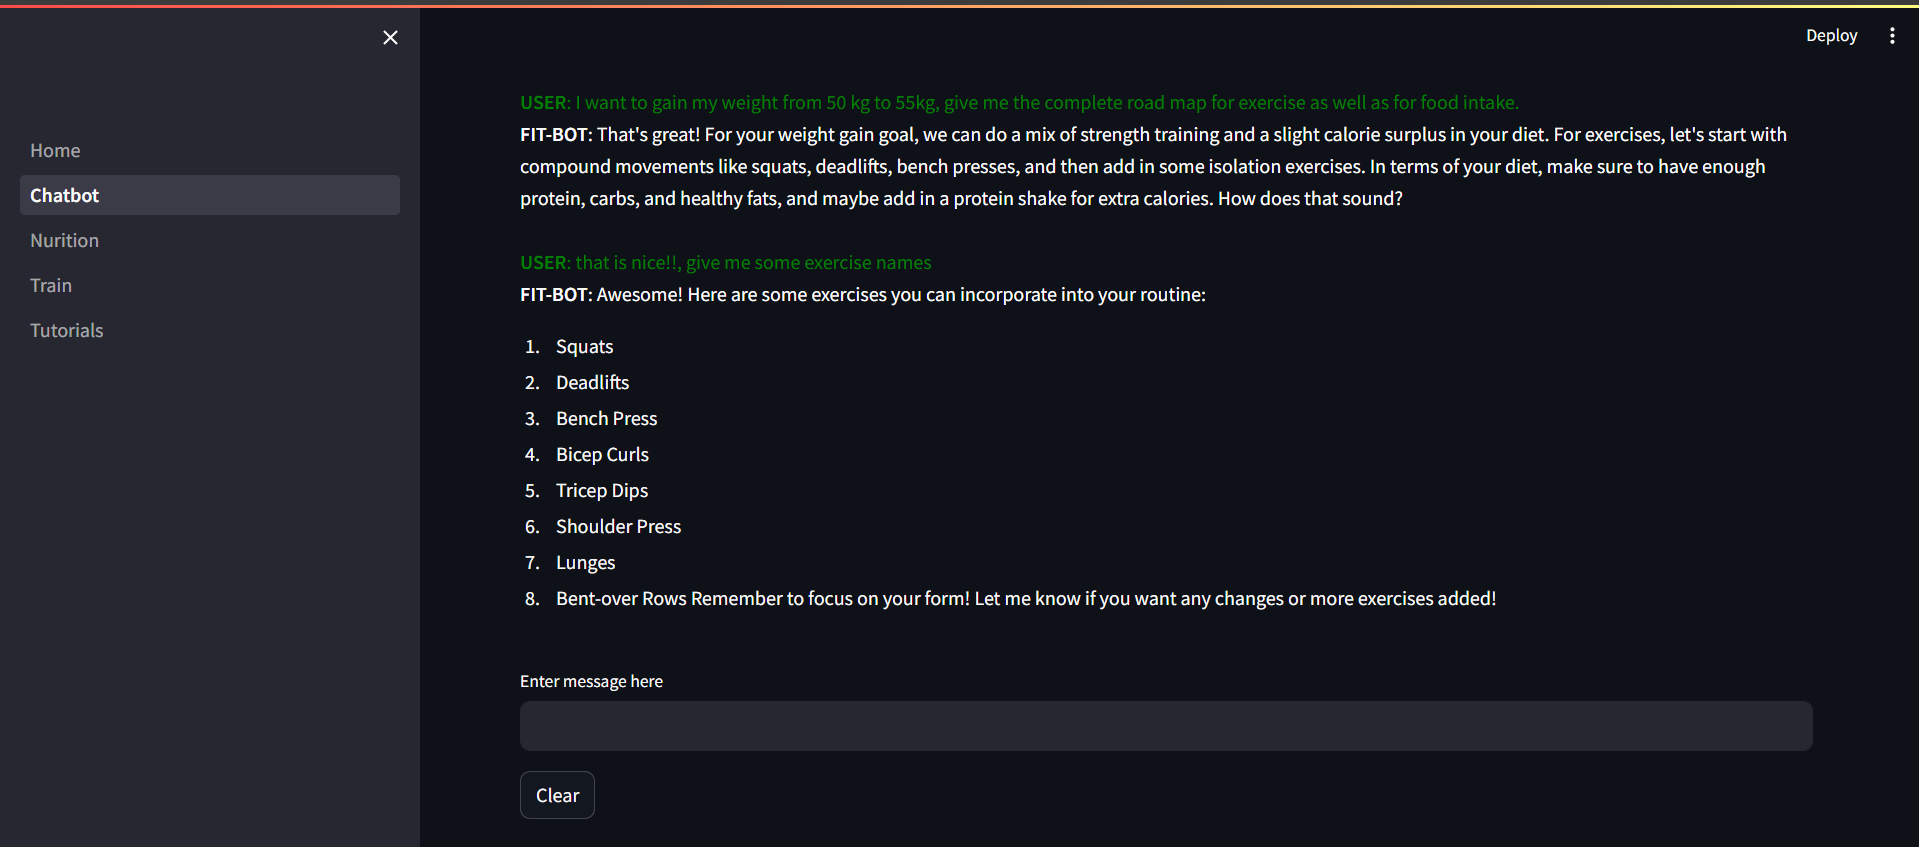 Deploy
Home
Chatbot
Nurition
Train
Tutorials
USER: I want to gain my weight from 50 kg to 55kg, give me the complete road map for exercise as well as for food intake.
FIT-BOT: That's great! For your weight gain goal, we can do a mix of strength training and a slight calorie surplus in your diet. For exercises, let's start with
compound movements like squats, deadlifts, bench presses, and then add in some isolation exercises. In terms of your diet, make sure to have enough
protein, carbs, and healthy fats, and maybe add in a protein shake for extra calories. How does that sound?
USER: that is nice!!, give me some exercise names
FIT-BOT: Awesome! Here are some exercises you can incorporate into your routine:
1. Squats
2. Deadlifts
3. Bench Press
4. Bicep Curls
5. Tricep Dips
6. Shoulder Press
7. Lunges
8. Bent-over Rows Remember to focus on your form! Let me know if you want any changes or more exercises added!
Enter message here
Clear